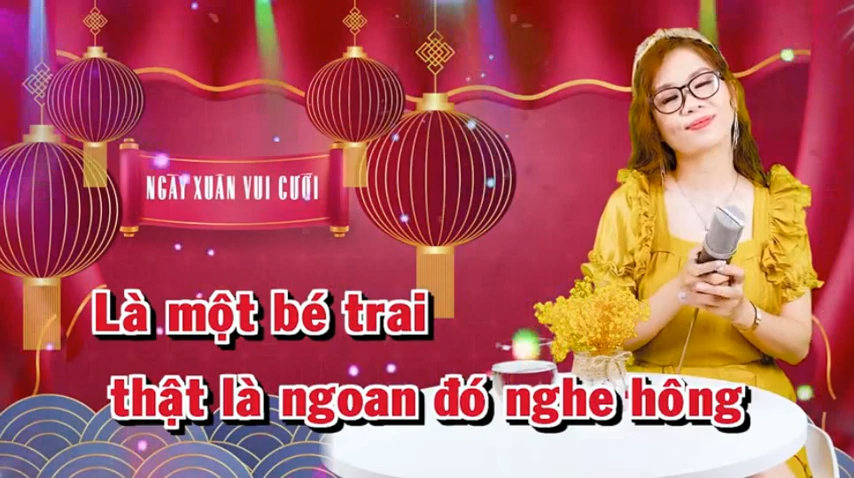 NGÀY XUÂN VUI CƯỚI
Là một bé trai
thật là ngoan đó nghe hông